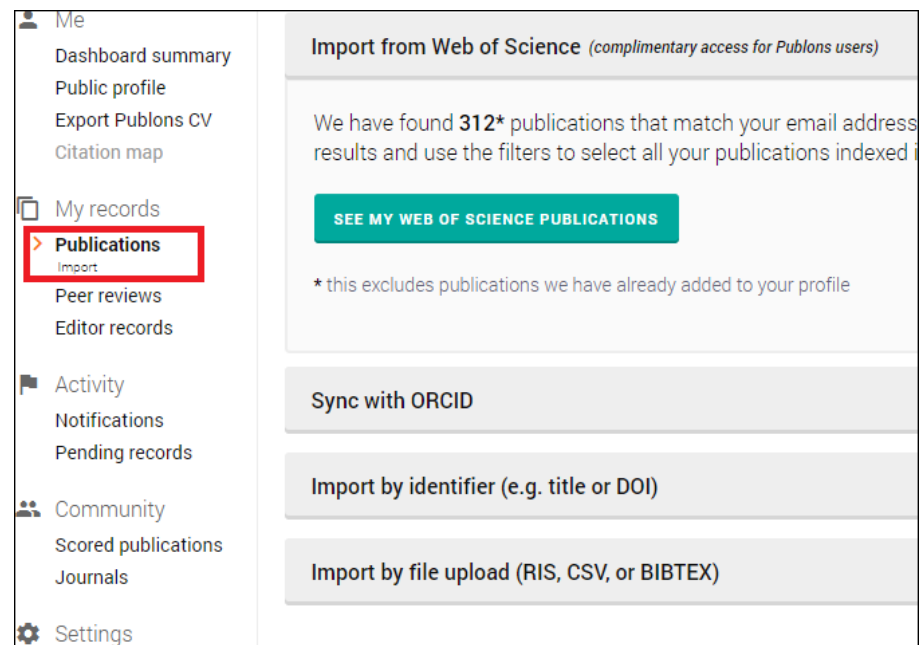 Me
Dashboard summary
Public profile
Export Publons CV
Citation map
My records
Publications
Import
Peer reviews
Editor records
Activity
Notifications
Pending records
Community
Scored publications
Journals
Settings
Import from Web of Science (complimentary access for Publons users)
We have found 312* publications that match your email address
results and use the filters to select all your publications indexed i
SEE MY WEB OF SCIENCE PUBLICATIONS
* this excludes publications we have already added to your profile
Sync with ORCID
Import by identifier (e.g. title or DOI)
Import by file upload (RIS, CSV, or BIBTEX)